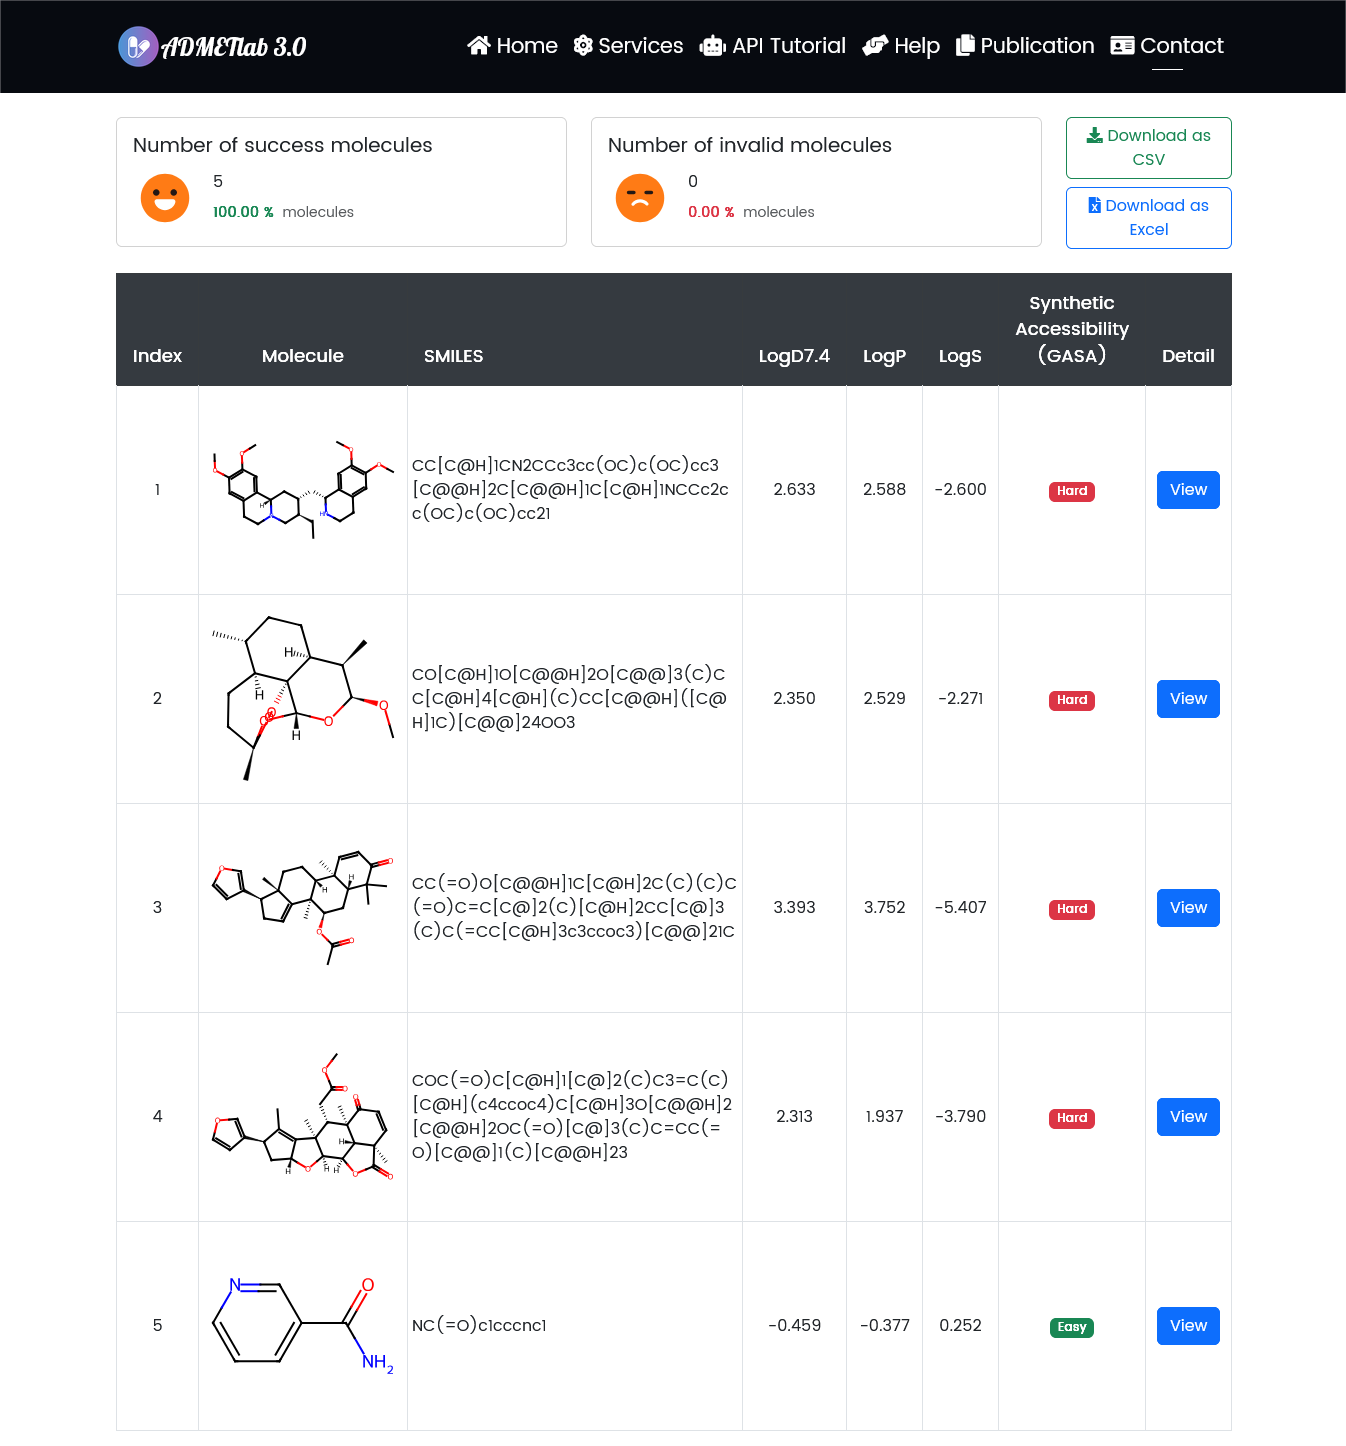 ADMETlab 3.0
Home Services API Tutorial Help Publication Contact
Number of success molecules
5
100.00 % molecules
Number of invalid molecules
0
0.00 % molecules
Download as
CSV
Download as
Excel
Index Molecule SMILES LogD7.4 LogP LogS Synthetic
Accessibility
(GASA) Detail
1
CC[C@H]1CN2CCc3cc(OC)c(OC)cc3
[C@@H]2C[C@@H]1C[C@H]1NCCc2c
c(OC)c(OC)cc21
2.633 2.588 -2.600 Hard View
2
CO[C@H]1O[C@@H]2O[C@@]3(C)C
C[C@H]4[C@H](C)CC[C@@H]([C@
H]1C)[C@@]24OO3
2.350 2.529 -2.271 Hard View
H
H
O
O
O
O
H
3
CC(=O)O[C@@H]1C[C@H]2C(C)(C)C
(=O)C=C[C@]2(C)[C@H]2CC[C@]3
(C)C(=CC[C@H]3c3ccoc3)[C@@]21C
3.393 3.752 -5.407 Hard View
4
COC(=O)C[C@H]1[C@]2(C)C3=C(C)
[C@H](c4ccoc4)C[C@H]3O[C@@H]2
[C@@H]2OC(=O)[C@]3(C)C=CC(=
O)[C@@]1(C)[C@@H]23
2.313 1.937 -3.790 Hard View
5
N
O
NH2
NC(=O)c1cccnc1
-0.459 -0.377 0.252 Easy View